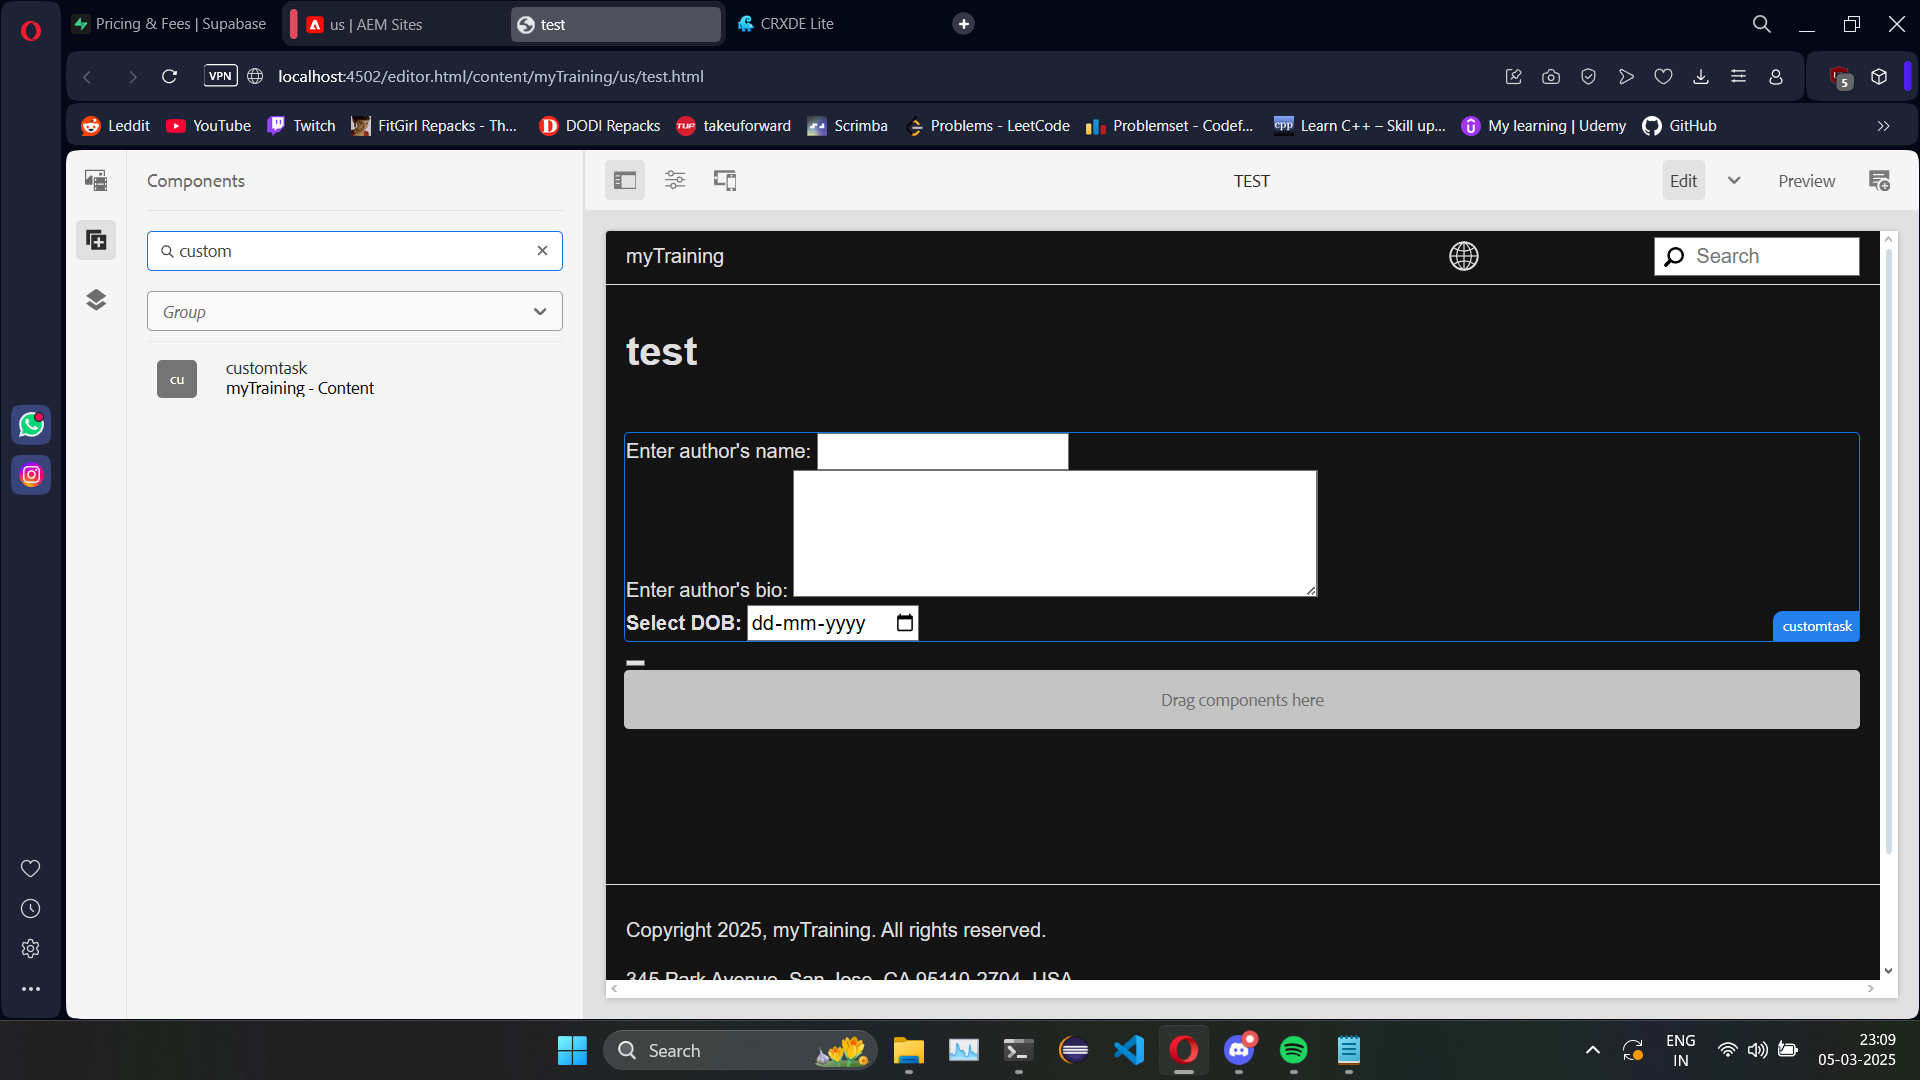 Pricing & Fees | Supabase
us | AEM Sites
test
CRXDE Lite
VPN
localhost:4502/editor.html/content/myTraining/us/test.html
5
Leddit
YouTube
Twitch
FitGirl Repacks - Th...
DODI Repacks
TUF
takeuforward
Scrimba
Problems - LeetCode
Problemset - Codef...
cpp
Learn C++ – Skill up...
My learning | Udemy
GitHub
Components
TEST
Edit
Preview
custom
Group
cu
customtask
myTraining - Content
myTraining
Search
test
Enter author's name:
Enter author's bio:
Select DOB:
dd-mm-yyyy
customtask
Drag components here
Copyright 2025, myTraining. All rights reserved.
345 Park Avenue, San Jose, CA 95110-2704, USA
Search
ENG
IN
23:09
05-03-2025